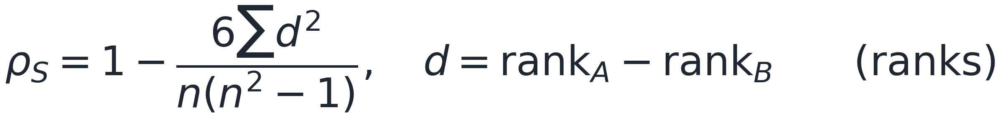 ρ_S = 1 − 6∑d² / n(n² − 1), d = rank_A − rank_B (ranks)